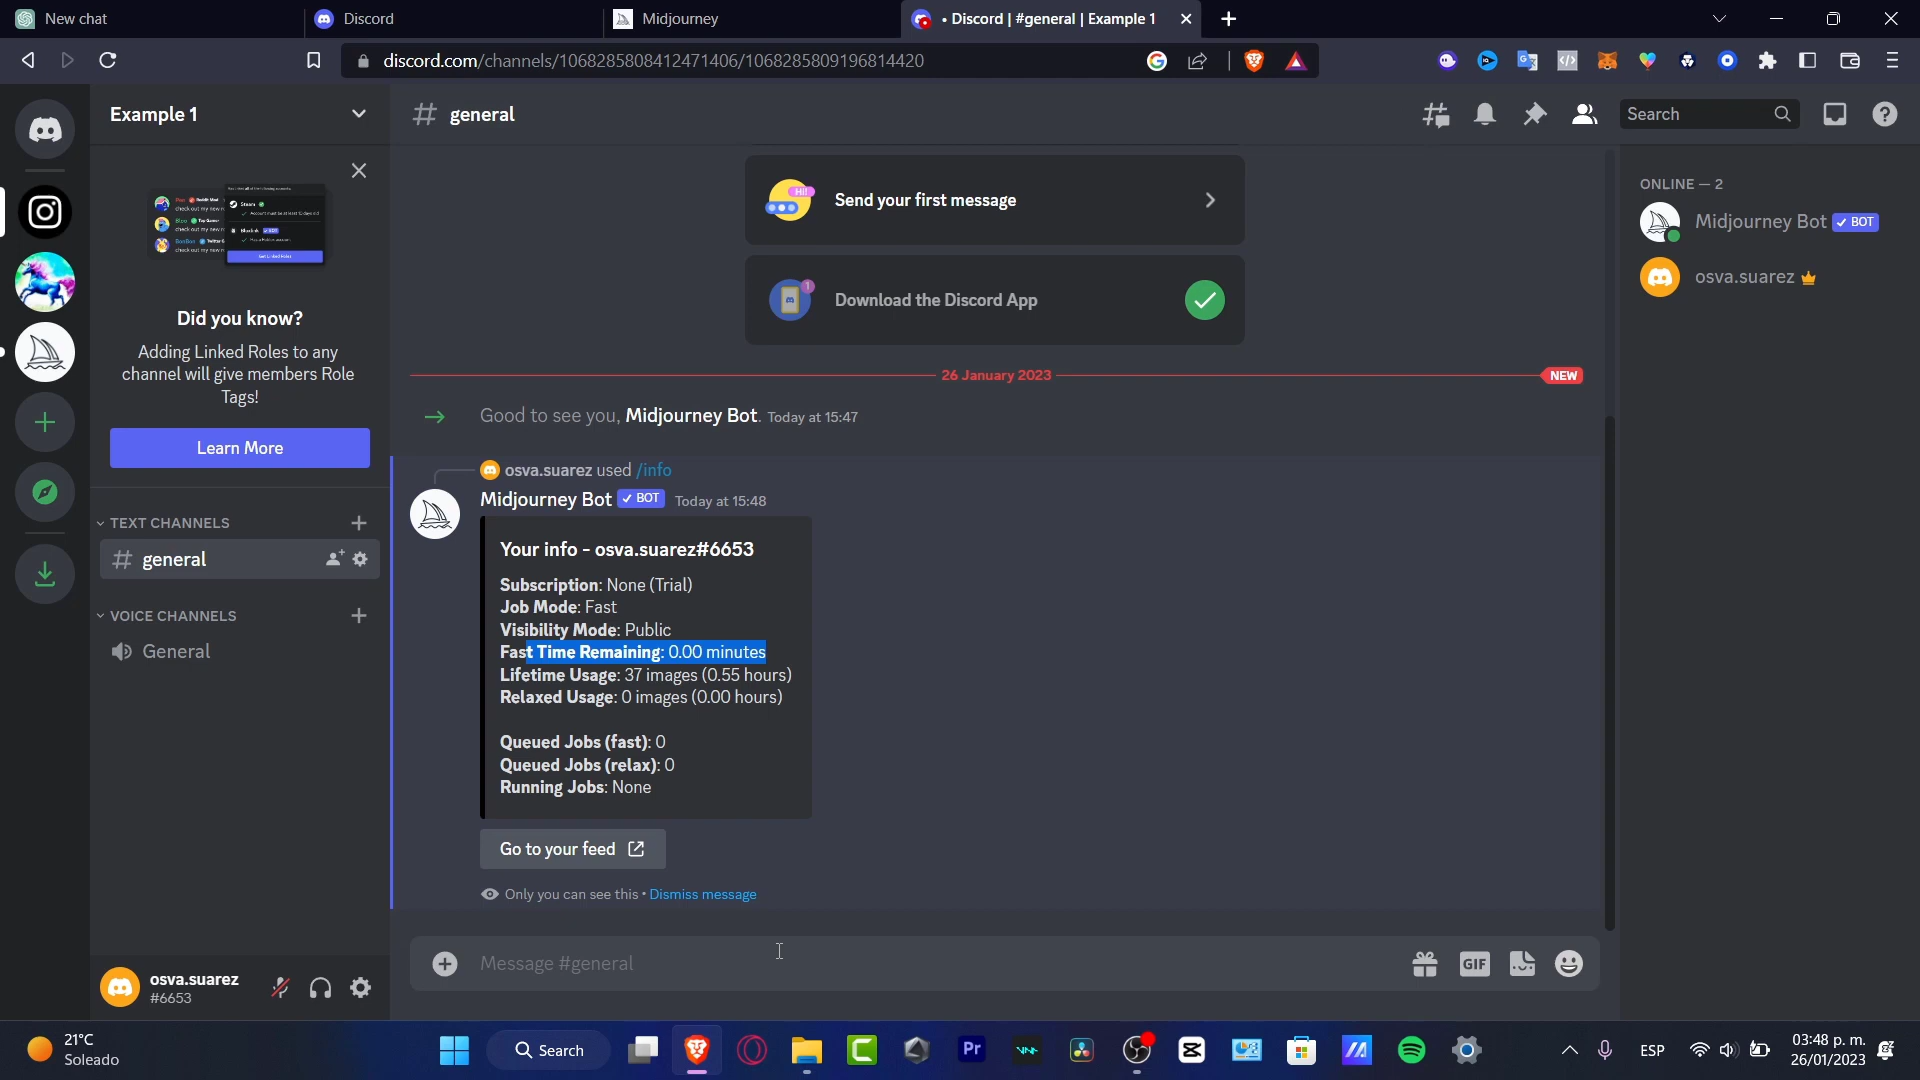 New chat
Discord
Midjourney
• Discord | #general | Example 1
discord.com/channels/1068285808412471406/1068285809196814420
Example 1
general
Search
Did you know?
Adding Linked Roles to any
channel will give members Role
Tags!
Learn More
TEXT CHANNELS
general
VOICE CHANNELS
General
osva.suarez
#6653
Hi!
Send your first message
1
Download the Discord App
26 January 2023
NEW
Good to see you, Midjourney Bot. Today at 15:47
osva.suarez used /info
Midjourney Bot ✓ BOT Today at 15:48
Your info - osva.suarez#6653
Subscription: None (Trial)
Job Mode: Fast
Visibility Mode: Public
Fast Time Remaining: 0.00 minutes
Lifetime Usage: 37 images (0.55 hours)
Relaxed Usage: 0 images (0.00 hours)
Queued Jobs (fast): 0
Queued Jobs (relax): 0
Running Jobs: None
Go to your feed
Only you can see this • Dismiss message
Message #general
GIF
ONLINE — 2
Midjourney Bot ✓ BOT
osva.suarez
21°C
Soleado
Search
Pr
ESP
03:48 p. m.
26/01/2023